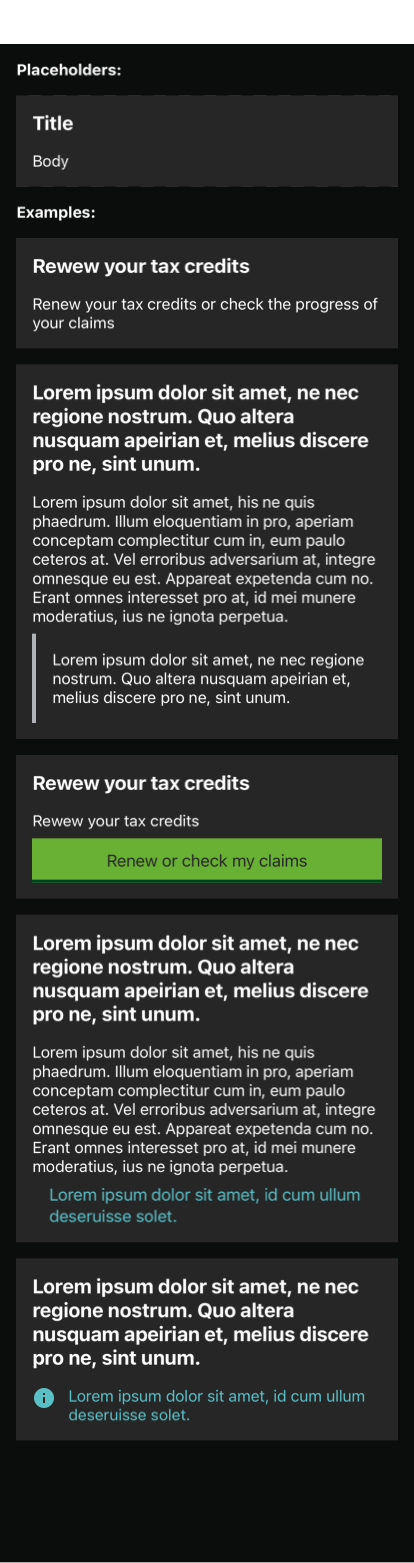 Placeholders:
Title
Body
Examples:
Rewew your tax credits
Renew your tax credits or check the progress of
your claims
Lorem ipsum dolor sit amet, ne nec
regione nostrum. Quo altera
nusquam apeirian et, melius discere
pro ne, sint unum.
Lorem ipsum dolor sit amet, his ne quis
phaedrum. Illum eloquentiam in pro, aperiam
conceptam complectitur cum in, eum paulo
ceteros at. Vel erroribus adversarium at, integre
omnesque eu est. Appareat expetenda cum no.
Erant omnes interesset pro at, id mei munere
moderatius, ius ne ignota perpetua.
Lorem ipsum dolor sit amet, ne nec regione
nostrum. Quo altera nusquam apeirian et,
melius discere pro ne, sint unum.
Rewew your tax credits
Rewew your tax credits
Renew or check my claims
Lorem ipsum dolor sit amet, ne nec
regione nostrum. Quo altera
nusquam apeirian et, melius discere
pro ne, sint unum.
Lorem ipsum dolor sit amet, his ne quis
phaedrum. Illum eloquentiam in pro, aperiam
conceptam complectitur cum in, eum paulo
ceteros at. Vel erroribus adversarium at, integre
omnesque eu est. Appareat expetenda cum no.
Erant omnes interesset pro at, id mei munere
moderatius, ius ne ignota perpetua.
Lorem ipsum dolor sit amet, id cum ullum
deseruisse solet.
Lorem ipsum dolor sit amet, ne nec
regione nostrum. Quo altera
nusquam apeirian et, melius discere
pro ne, sint unum.
Lorem ipsum dolor sit amet, id cum ullum
deseruisse solet.